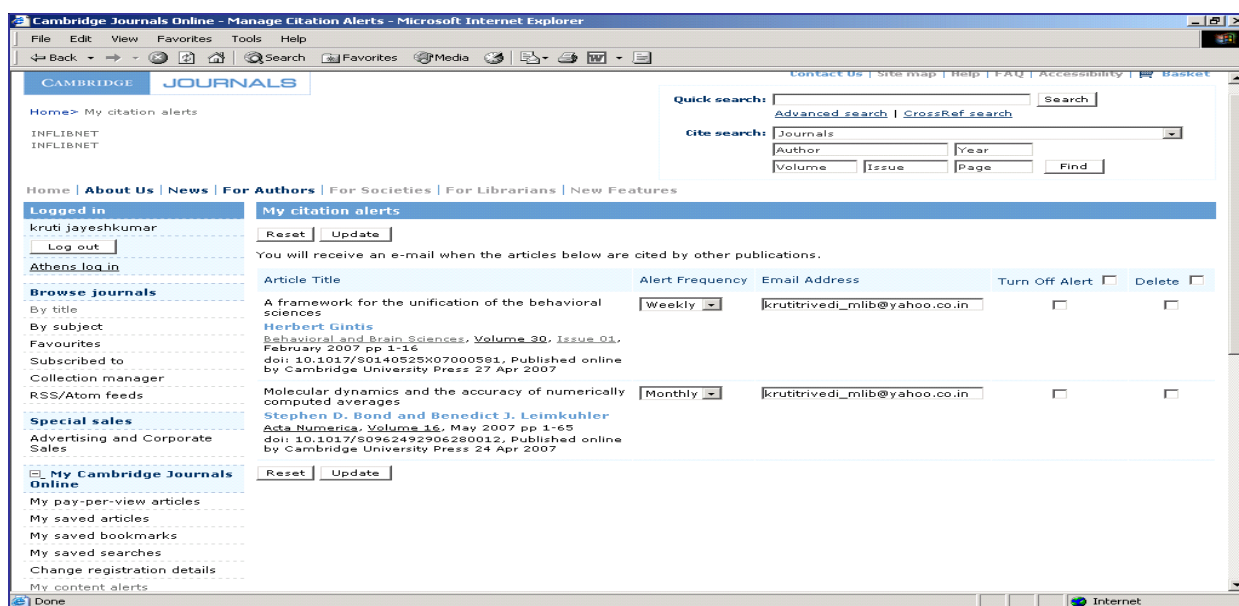 Cambridge Journals Online - Manage Citation Alerts - Microsoft Internet Explorer
File Edit View Favorites Tools Help
Back Search Favorites Media
CAMBRIDGE JOURNALS
Contact Us | Site map | Help | FAQ | Accessibility | Basket
Home> My citation alerts
INFLIBNET
INFLIBNET
Quick search: Search
Advanced search | CrossRef search
Cite search: Journals
Author Year
Volume Issue Page Find
Home | About Us | News | For Authors | For Societies | For Librarians | New Features
Logged in
kruti jayeshkumar
Log out
Athens log in
Browse journals
By title
By subject
Favourites
Subscribed to
Collection manager
RSS/Atom feeds
Special sales
Advertising and Corporate
Sales
My Cambridge Journals
Online
My pay-per-view articles
My saved articles
My saved bookmarks
My saved searches
Change registration details
My content alerts
My citation alerts
Reset Update
You will receive an e-mail when the articles below are cited by other publications.
Article Title Alert Frequency Email Address Turn Off Alert Delete
A framework for the unification of the behavioral
sciences
Herbert Gintis
Behavioral and Brain Sciences, Volume 30, Issue 01,
February 2007 pp 1-16
doi: 10.1017/S0140525X07000581, Published online
by Cambridge University Press 27 Apr 2007
Weekly krutitrivedi_mlib@yahoo.co.in
Molecular dynamics and the accuracy of numerically
computed averages
Stephen D. Bond and Benedict J. Leimkuhler
Acta Numerica, Volume 16, May 2007 pp 1-65
doi: 10.1017/S0962492906280012, Published online
by Cambridge University Press 24 Apr 2007
Monthly krutitrivedi_mlib@yahoo.co.in
Reset Update
Done Internet